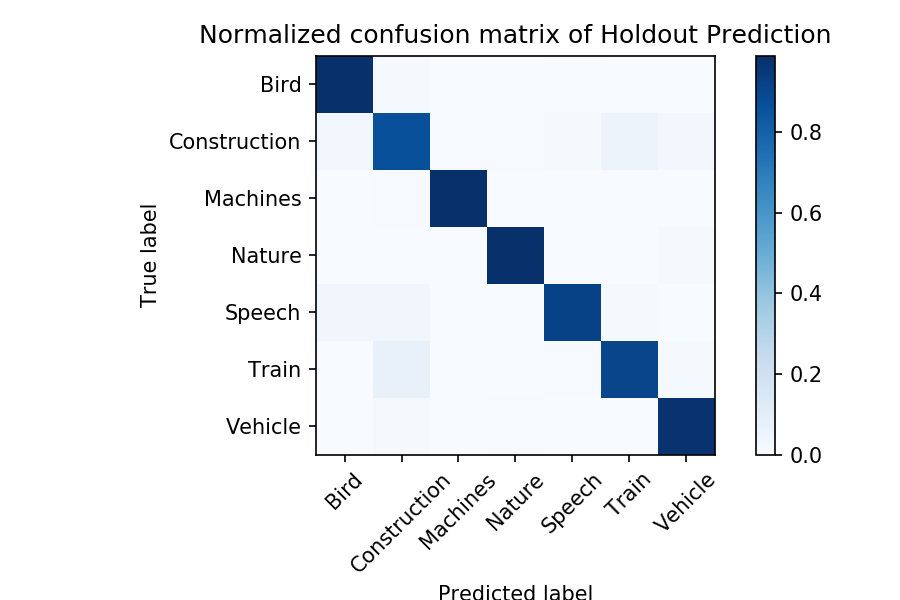 Normalized confusion matrix of Holdout Prediction
True label
Bird
Construction
Machines
Nature
Speech
Train
Vehicle
Bird
Construction
Machines
Nature
Speech
Train
Vehicle
Predicted label
0.8
0.6
0.4
0.2
0.0